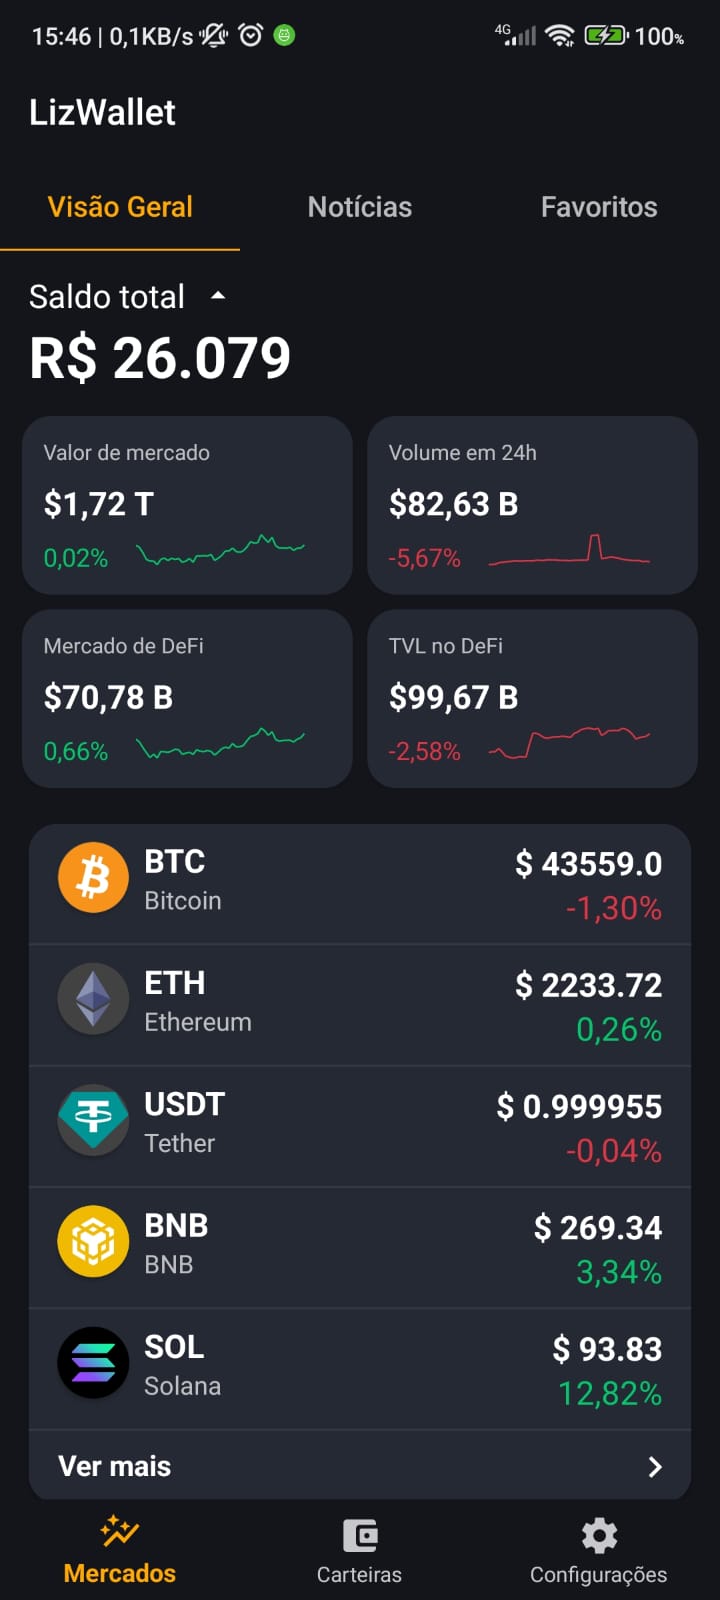 15:46 | 0,1KB/s 4G 100%
LizWallet
Visão Geral Notícias Favoritos
Saldo total
R$ 26.079
Valor de mercado Volume em 24h
$1,72 T $82,63 B
0,02% -5,67%
Mercado de DeFi TVL no DeFi
$70,78 B $99,67 B
0,66% -2,58%
BTC $ 43559.0
Bitcoin -1,30%
ETH $ 2233.72
Ethereum 0,26%
USDT $ 0.999955
Tether -0,04%
BNB $ 269.34
BNB 3,34%
SOL $ 93.83
Solana 12,82%
Ver mais
Mercados Carteiras Configurações